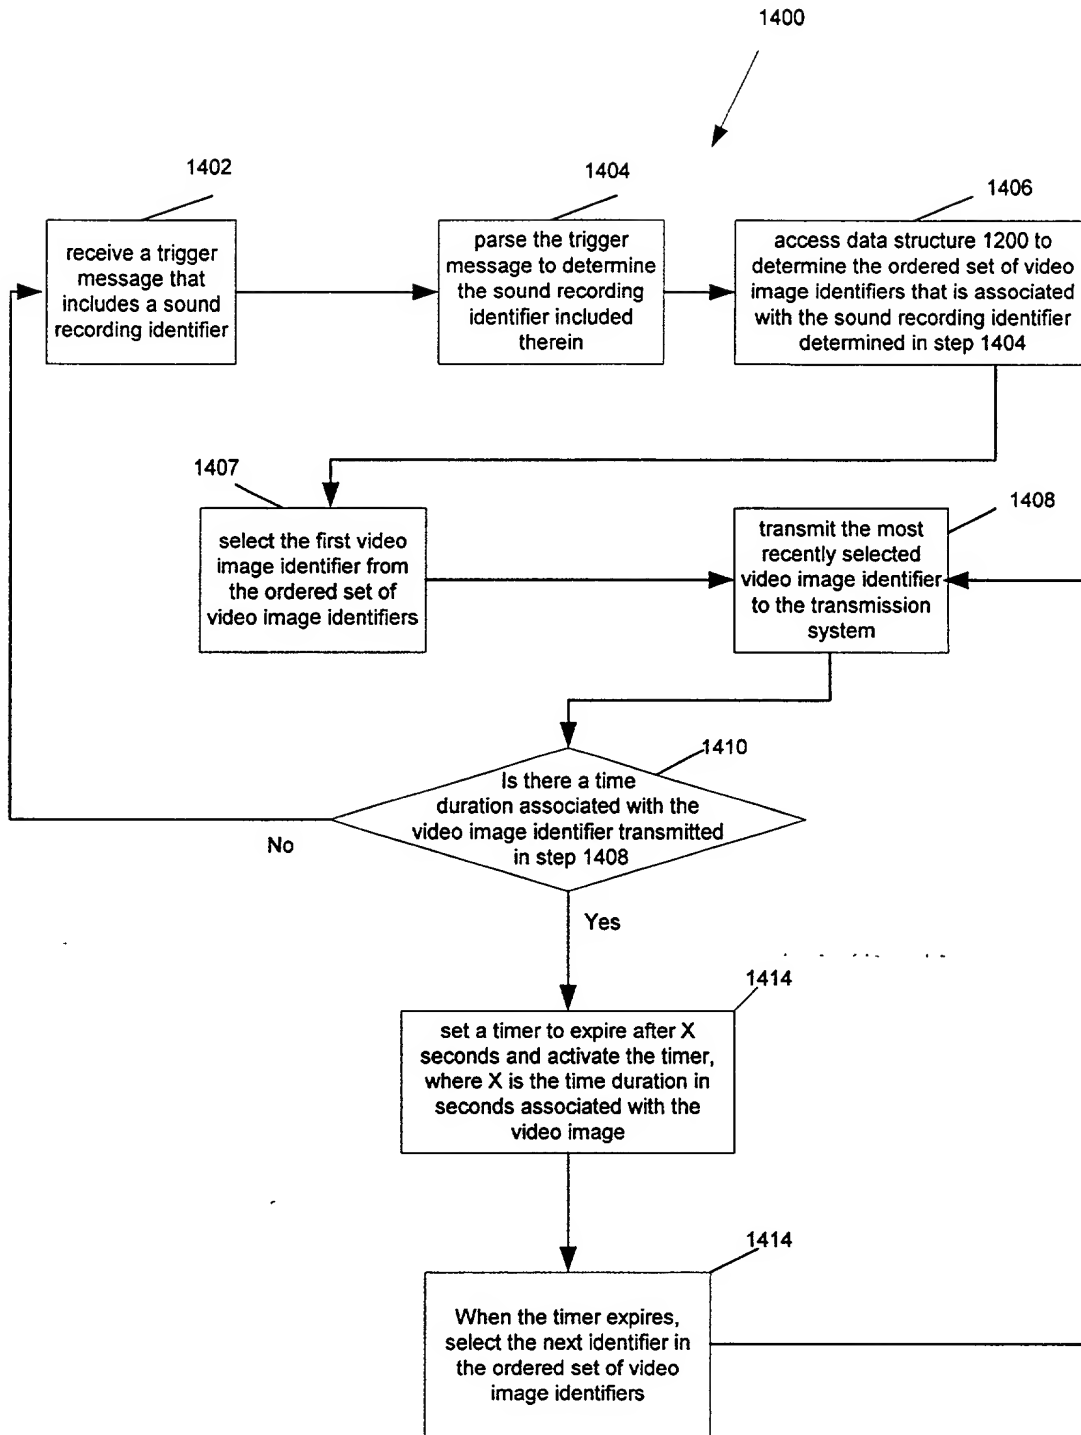 1400
1402
receive a trigger
message that
includes a sound
recording identifier
1404
parse the trigger
message to determine
the sound recording
identifier included
therein
1406
access data structure 1200 to
determine the ordered set of video
image identifiers that is associated
with the sound recording identifier
determined in step 1404
1407
select the first video
image identifier from
the ordered set of
video image identifiers
1408
transmit the most
recently selected
video image identifier
to the transmission
system
1410
Is there a time
duration associated with the
video image identifier transmitted
in step 1408
No
Yes
1414
set a timer to expire after X
seconds and activate the timer,
where X is the time duration in
seconds associated with the
video image
1414
When the timer expires,
select the next identifier in
the ordered set of video
image identifiers